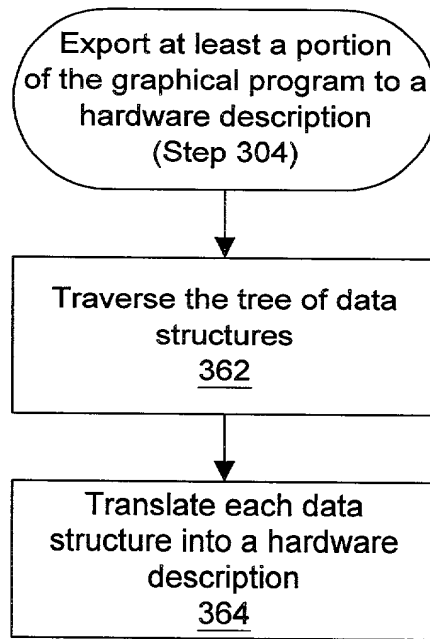 Export at least a portion
of the graphical program to a
hardware description
(Step 304)
Traverse the tree of data
structures
362
Translate each data
structure into a hardware
description
364